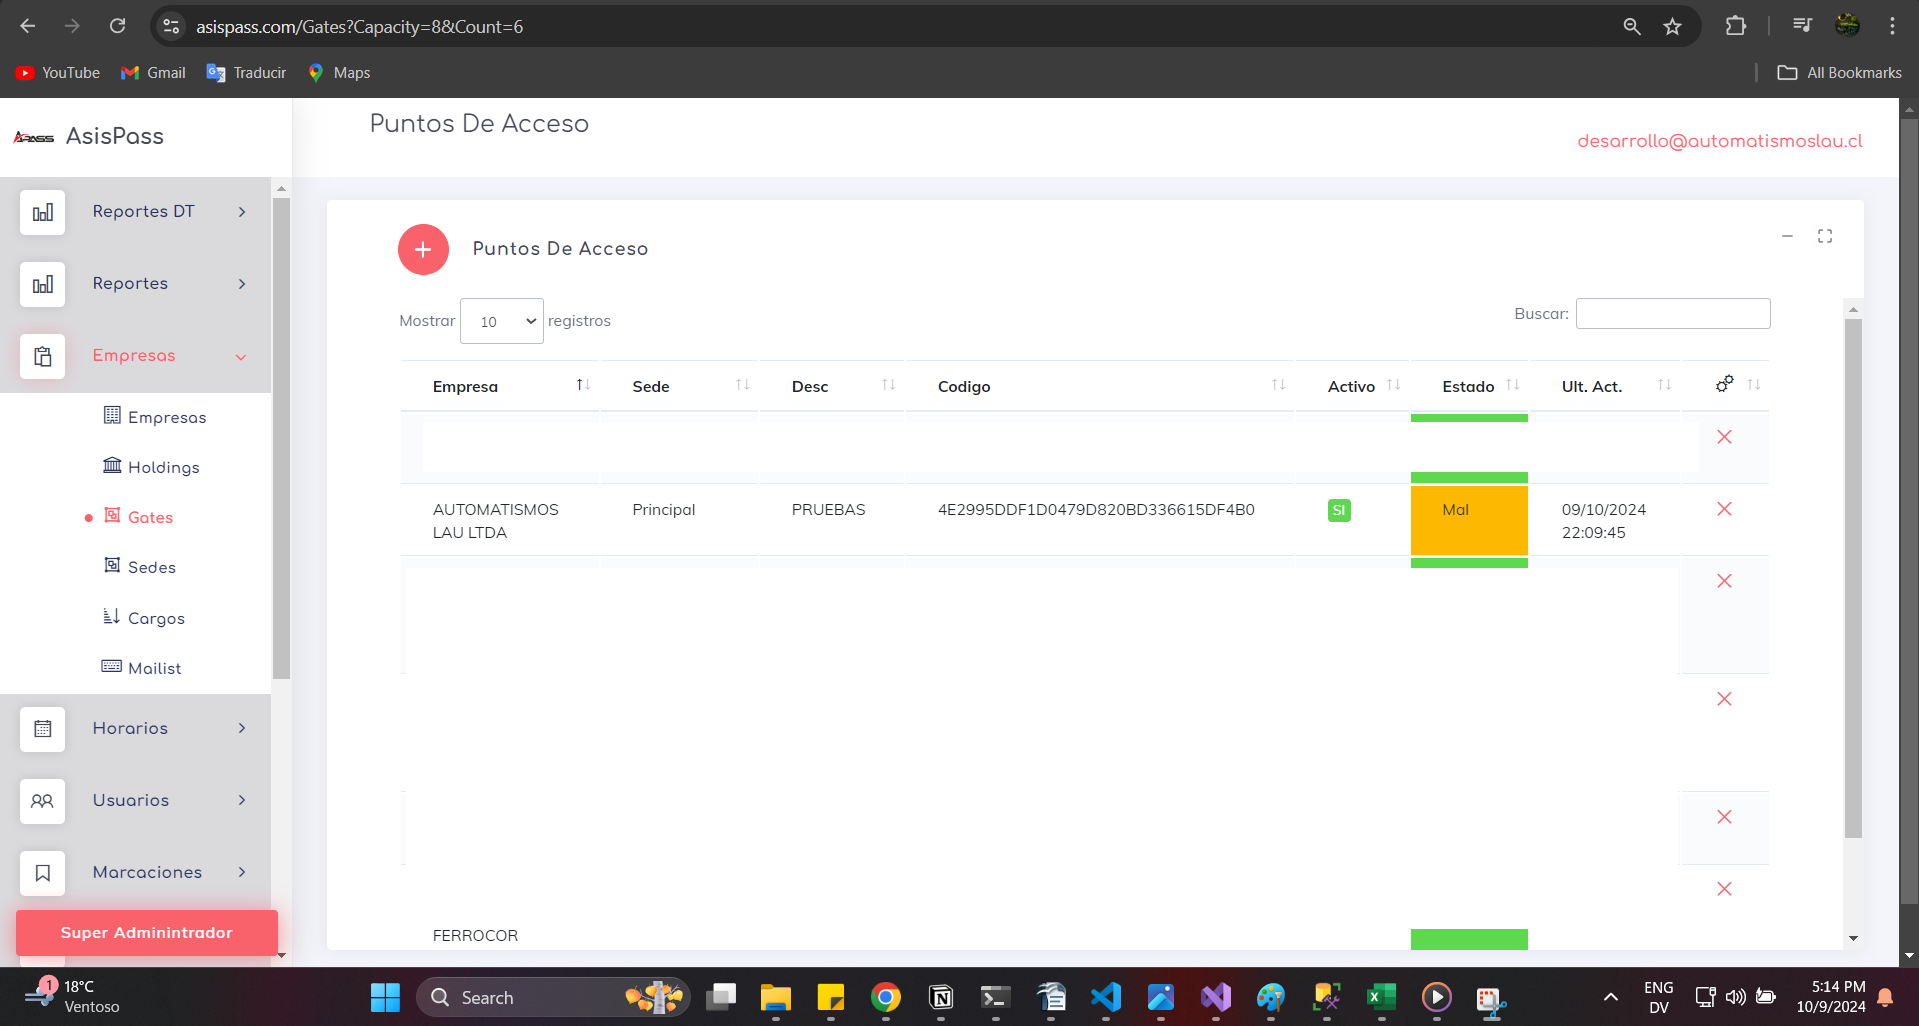 asispass.com/Gates?Capacity=8&Count=6
YouTube
Gmail
Traducir
Maps
All Bookmarks
APASS AsisPass
Puntos De Acceso
desarrollo@automatismoslau.cl
Reportes DT
Reportes
Empresas
Empresas
Holdings
Gates
Sedes
Cargos
Mailist
Horarios
Usuarios
Marcaciones
Super Adminintrador
Puntos De Acceso
Mostrar 10 registros
Buscar:
Empresa Sede Desc Codigo Activo Estado Ult. Act.
AUTOMATISMOS LAU LTDA Principal PRUEBAS 4E2995DDF1D0479D820BD336615DF4B0 SI Mal 09/10/2024 22:09:45
FERROCOR
1
18°C
Ventoso
Search
ENG
DV
5:14 PM
10/9/2024